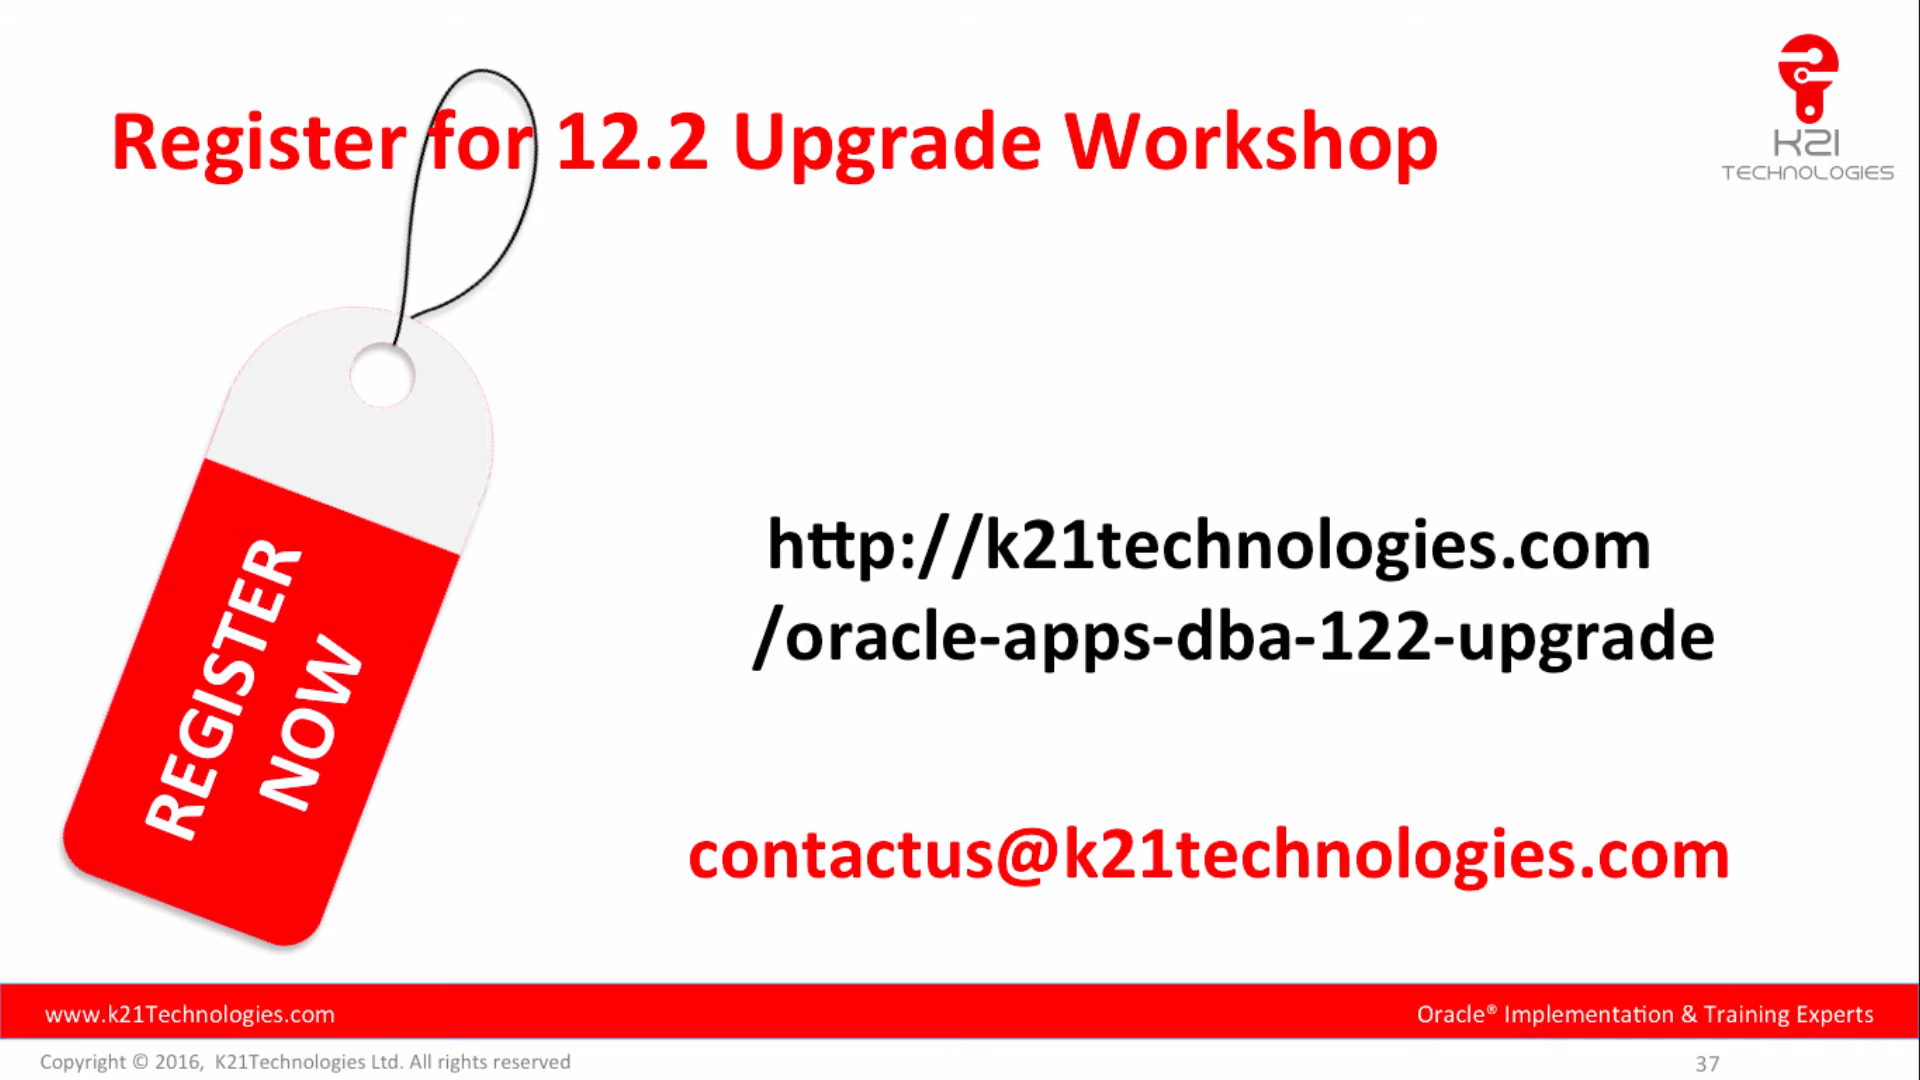 Register for 12.2 Upgrade Workshop
K21
TECHNOLOGIES
REGISTER
NOW
http://k21technologies.com
/oracle-apps-dba-122-upgrade
contactus@k21technologies.com
www.k21Technologies.com
Oracle® Implementation & Training Experts
Copyright © 2016, K21Technologies Ltd. All rights reserved
37